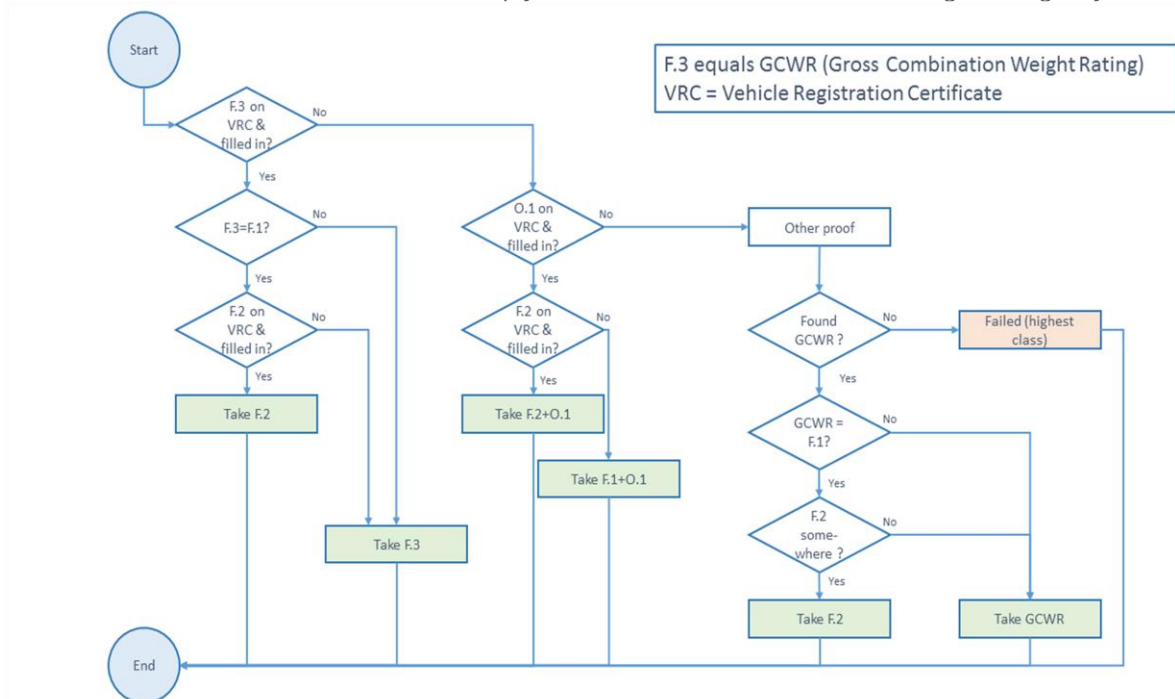 Start
F.3 equals GCWR (Gross Combination Weight Rating)
VRC = Vehicle Registration Certificate
F.3 on
VRC &
filled in?
No
Yes
F.3=F.1?
No
Yes
F.2 on
VRC &
filled in?
No
Yes
Take F.2
Take F.3
O.1 on
VRC &
filled in?
No
Yes
F.2 on
VRC &
filled in?
No
Yes
Take F.2+O.1
Take F.1+O.1
Other proof
Found
GCWR ?
No
Failed (highest
class)
Yes
GCWR =
F.1?
No
Yes
F.2
some-
where ?
No
Yes
Take F.2
Take GCWR
End